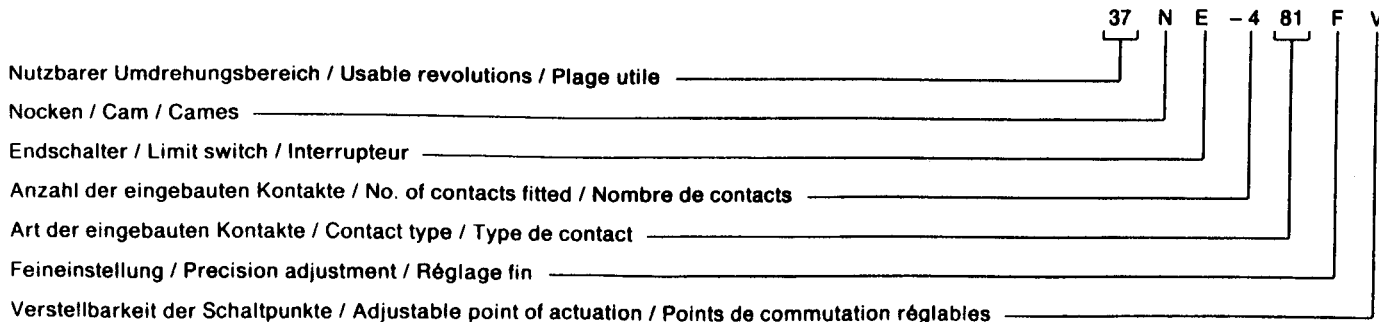 37 N E – 4 81 F V
Nutzbarer Umdrehungsbereich / Usable revolutions / Plage utile
Nocken / Cam / Cames
Endschalter / Limit switch / Interrupteur
Anzahl der eingebauten Kontakte / No. of contacts fitted / Nombre de contacts
Art der eingebauten Kontakte / Contact type / Type de contact
Feineinstellung / Precision adjustment / Réglage fin
Verstellbarkeit der Schaltpunkte / Adjustable point of actuation / Points de commutation réglables